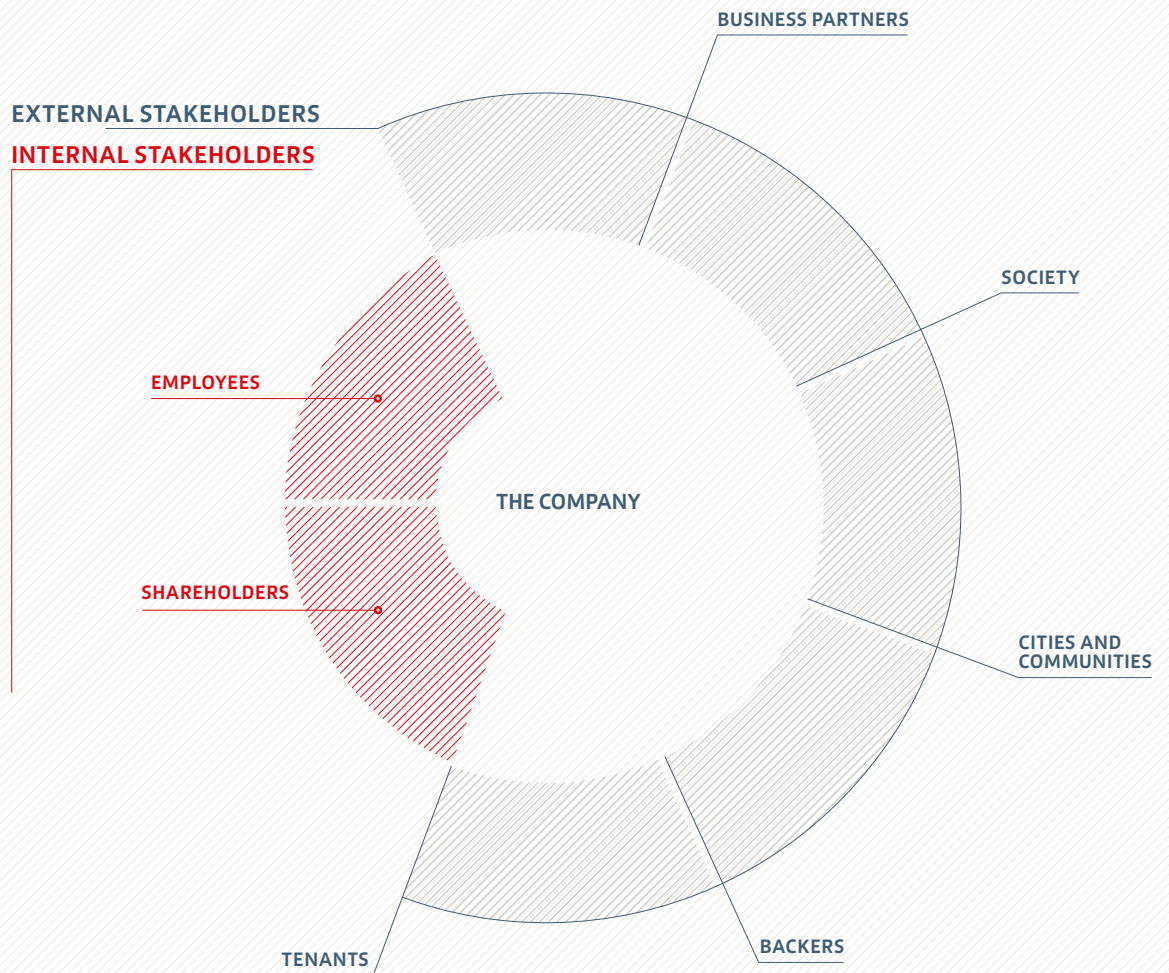 BUSINESS PARTNERS
EXTERNAL STAKEHOLDERS
INTERNAL STAKEHOLDERS
SOCIETY
EMPLOYEES
THE COMPANY
SHAREHOLDERS
CITIES AND
COMMUNITIES
BACKERS
TENANTS